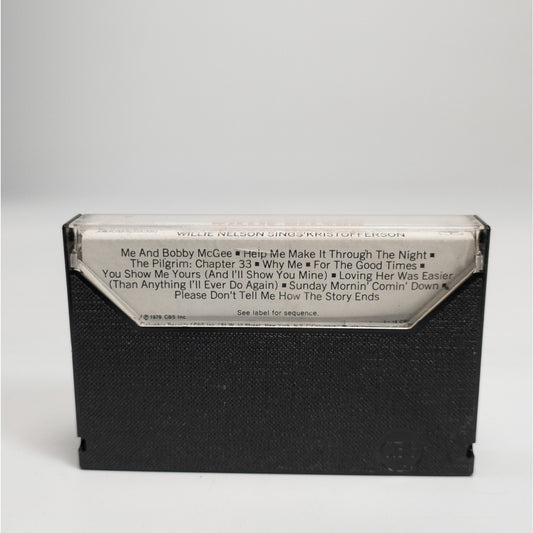 WILLIE NELSON SINGS KRISTOFFERSON
Me And Bobby McGee ▪ Help Me Make It Through The Night ▪
The Pilgrim: Chapter 33 ▪ Why Me ▪ For The Good Times ▪
You Show Me Yours (And I'll Show You Mine) ▪ Loving Her Was Easier
(Than Anything I'll Ever Do Again) ▪ Sunday Mornin' Comin' Down ▪
Please Don't Tell Me How The Story Ends
℗ 1979 CBS Inc.
See label for sequence.